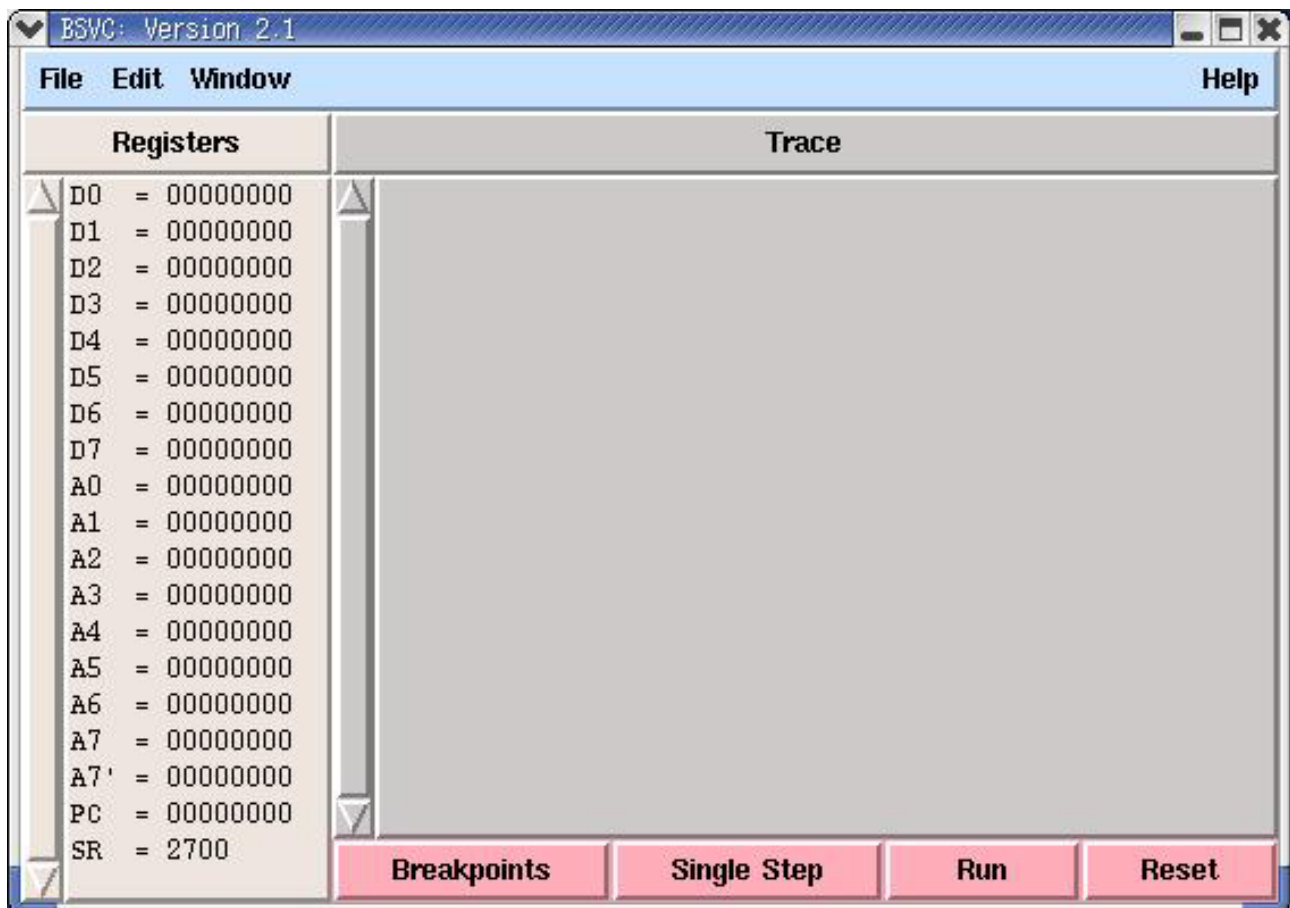 BSVC: Version 2.1
File Edit Window Help
Registers Trace
D0 = 00000000
D1 = 00000000
D2 = 00000000
D3 = 00000000
D4 = 00000000
D5 = 00000000
D6 = 00000000
D7 = 00000000
A0 = 00000000
A1 = 00000000
A2 = 00000000
A3 = 00000000
A4 = 00000000
A5 = 00000000
A6 = 00000000
A7 = 00000000
A7' = 00000000
PC = 00000000
SR = 2700
Breakpoints Single Step Run Reset